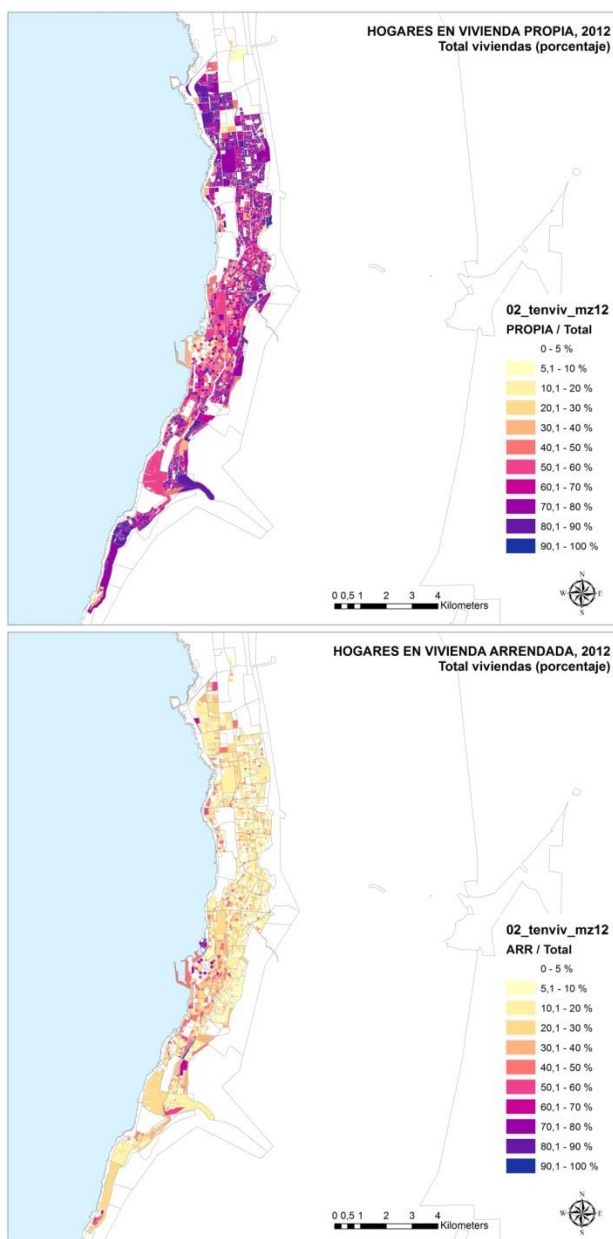 HOGARES EN VIVIENDA PROPIA, 2012
Total viviendas (porcentaje)
02_tenviv_mz12
PROPIA / Total
0 - 5 %
5,1 - 10 %
10,1 - 20 %
20,1 - 30 %
30,1 - 40 %
40,1 - 50 %
50,1 - 60 %
60,1 - 70 %
70,1 - 80 %
80,1 - 90 %
90,1 - 100 %
0 0,5 1 2 3 4
Kilometers
N
W E
S
HOGARES EN VIVIENDA ARRENDADA, 2012
Total viviendas (porcentaje)
02_tenviv_mz12
ARR / Total
0 - 5 %
5,1 - 10 %
10,1 - 20 %
20,1 - 30 %
30,1 - 40 %
40,1 - 50 %
50,1 - 60 %
60,1 - 70 %
70,1 - 80 %
80,1 - 90 %
90,1 - 100 %
0 0,5 1 2 3 4
Kilometers
N
W E
S